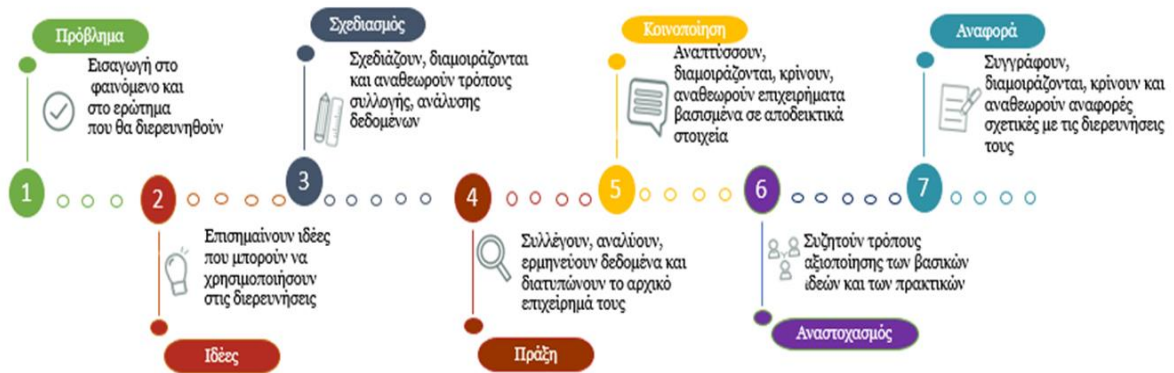 Πρόβλημα
Εισαγωγή στο
φαινόμενο και
στο ερώτημα
που θα διερευνηθούν
1
2
Επισημαίνουν ιδέες
που μπορούν να
χρησιμοποιήσουν
στις διερευνήσεις
Ιδέες
Σχεδιασμός
Σχεδιάζουν, διαμοιράζονται
και αναθεωρούν τρόπους
συλλογής, ανάλυσης
δεδομένων
3
4
Συλλέγουν, αναλύουν,
ερμηνεύουν δεδομένα και
διατυπώνουν το αρχικό
επιχείρημά τους
Πράξη
Κοινοποίηση
Αναπτύσσουν,
διαμοιράζονται, κρίνουν,
αναθεωρούν επιχειρήματα
βασισμένα σε αποδεικτικά
στοιχεία
5
6
Συζητούν τρόπους
αξιοποίησης των βασικών
ιδεών και των πρακτικών
Αναστοχασμός
Αναφορά
Συγγράφουν,
διαμοιράζονται, κρίνουν και
αναθεωρούν αναφορές
σχετικές με τις διερευνήσεις
τους
7